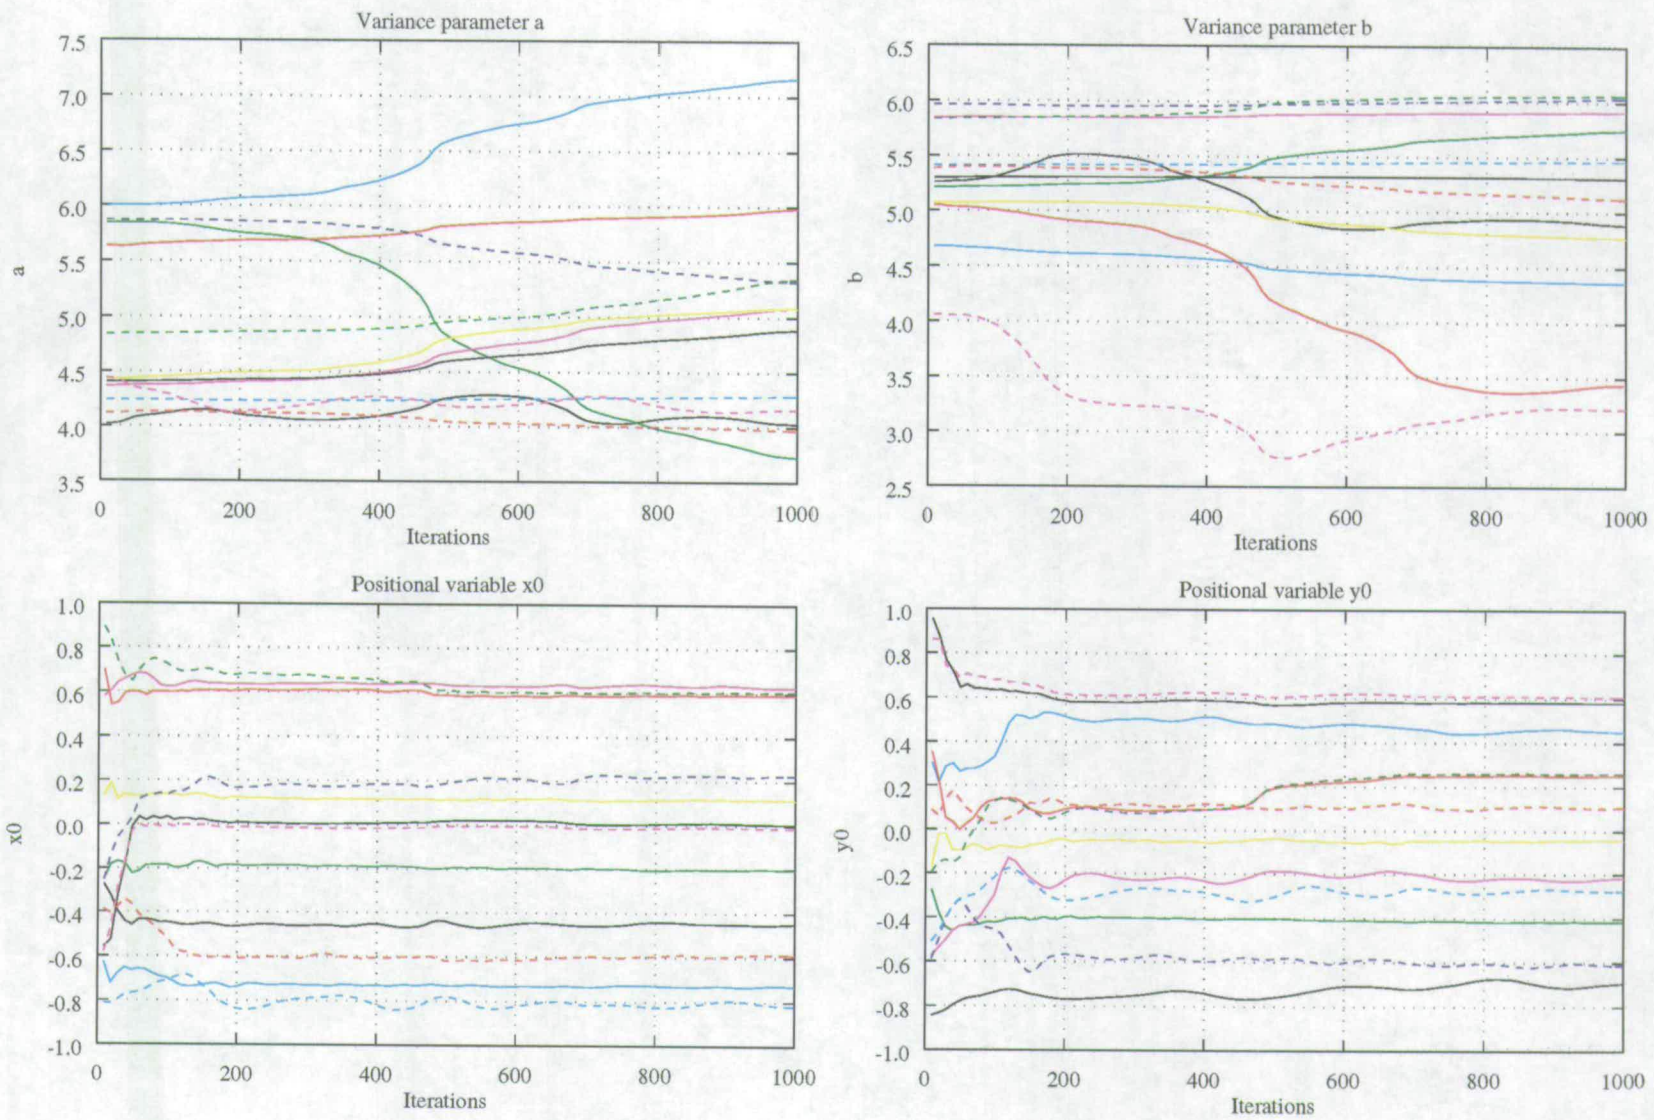 Variance parameter a
7.5
7.0
6.5
6.0
5.5
5.0
4.5
4.0
3.5
a
0 200 400 600 800 1000
Iterations
Variance parameter b
6.5
6.0
5.5
5.0
4.5
4.0
3.5
3.0
2.5
b
0 200 400 600 800 1000
Iterations
Positional variable x0
1.0
0.8
0.6
0.4
0.2
0.0
-0.2
-0.4
-0.6
-0.8
-1.0
x0
0 200 400 600 800 1000
Iterations
Positional variable y0
1.0
0.8
0.6
0.4
0.2
0.0
-0.2
-0.4
-0.6
-0.8
-1.0
y0
0 200 400 600 800 1000
Iterations